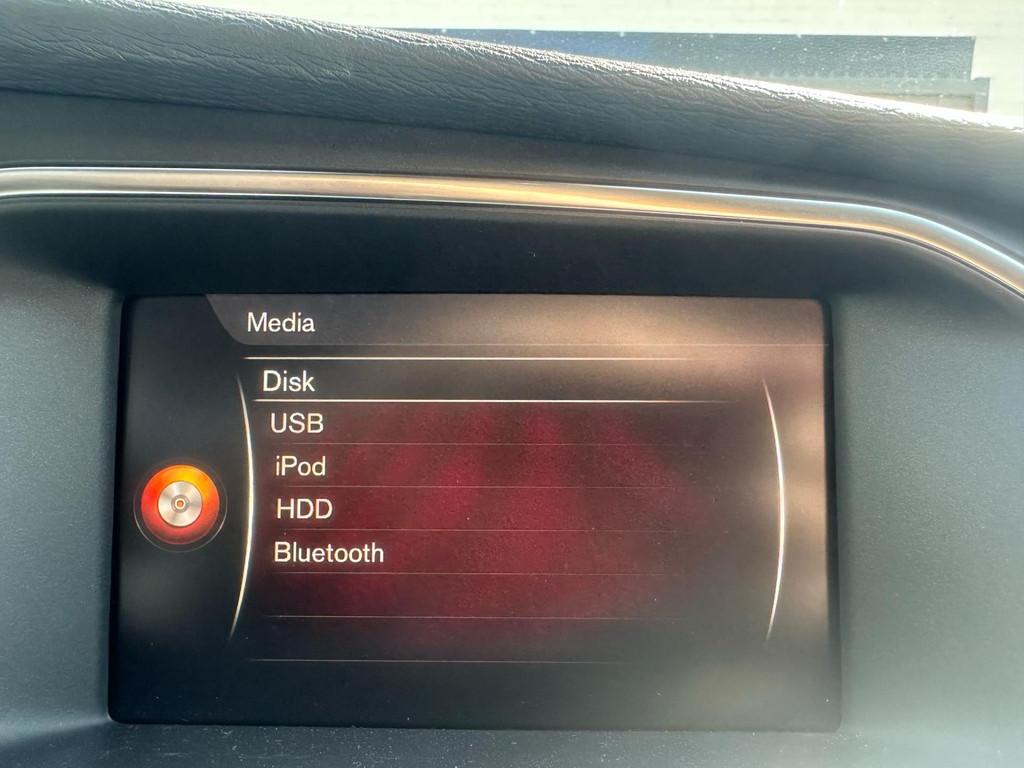 Media
Disk
USB
iPod
HDD
Bluetooth